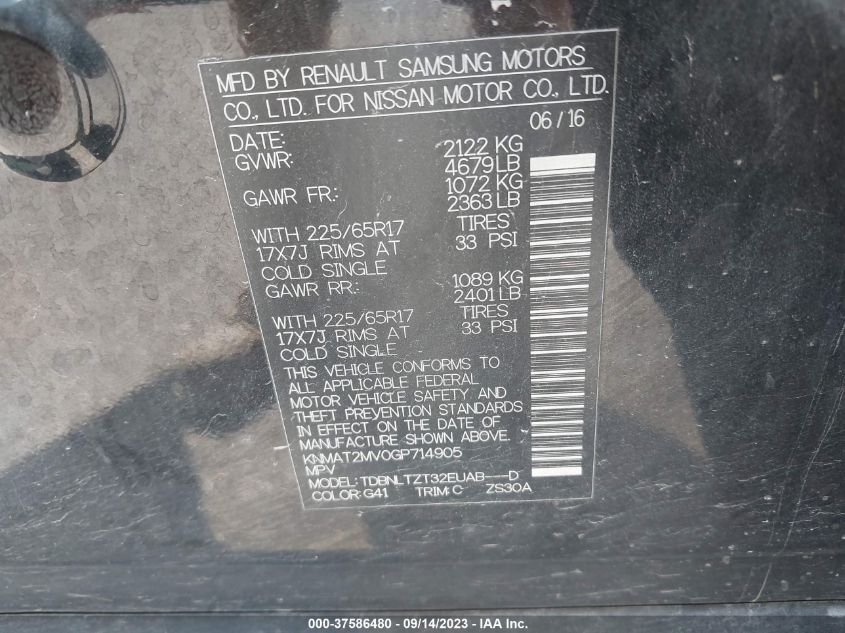 MFD BY RENAULT SAMSUNG MOTORS
CO., LTD. FOR NISSAN MOTOR CO., LTD.
DATE: 06/16
GVWR: 2122 KG
4679 LB
GAWR FR.: 1072 KG
2363 LB
WITH 225/65R17 TIRES
17X7J RIMS AT 33 PSI
COLD SINGLE
GAWR RR.: 1089 KG
2401 LB
WITH 225/65R17 TIRES
17X7J RIMS AT 33 PSI
COLD SINGLE
THIS VEHICLE CONFORMS TO
ALL APPLICABLE FEDERAL
MOTOR VEHICLE SAFETY AND
THEFT PREVENTION STANDARDS
IN EFFECT ON THE DATE OF
MANUFACTURE SHOWN ABOVE.
KNMAT2MV0GP714905
MPV
MODEL: TDBNLTZT32EUAB---D
COLOR: G41 TRIM: C ZS30A
000-37586480 - 09/14/2023 - IAA Inc.